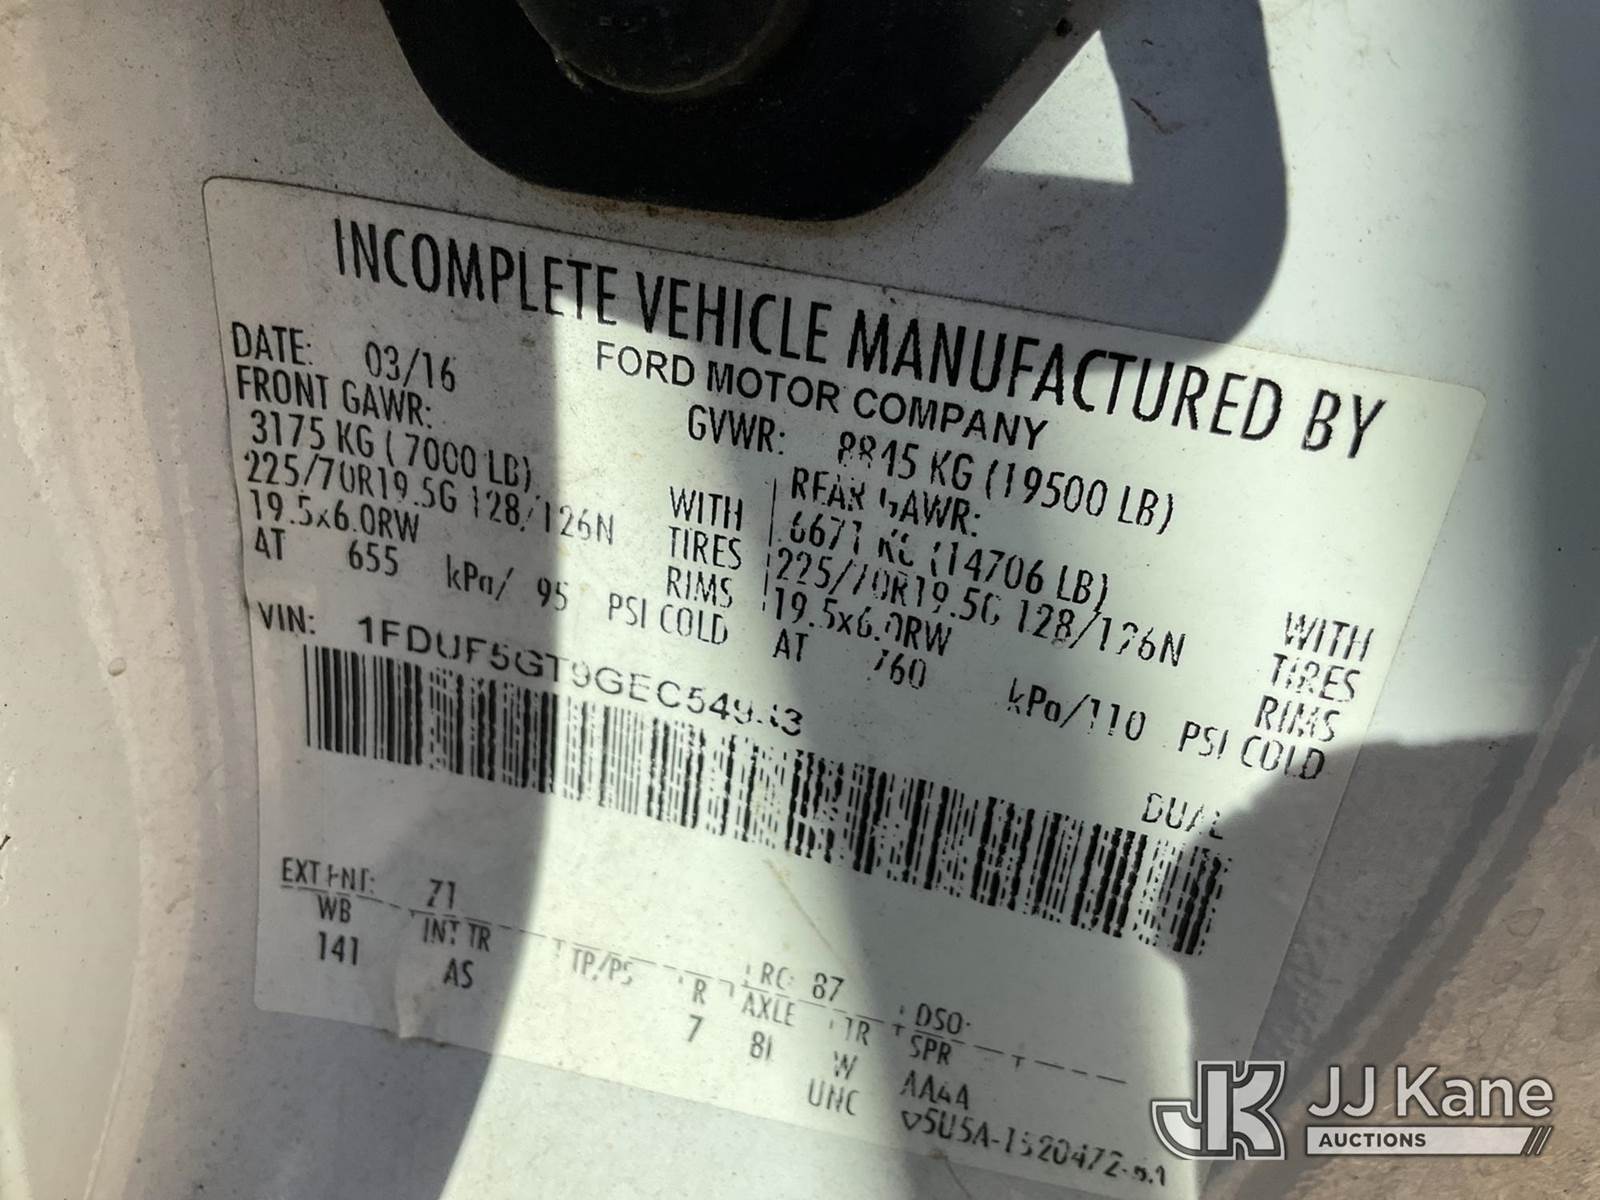 INCOMPLETE VEHICLE MANUFACTURED BY
FORD MOTOR COMPANY
DATE: 03/16
GVWR: 8845 KG (19500 LB)
FRONT GAWR:
3175 KG (7000 LB)
225/70R19.5G 128/126N
19.5x6.0RW
AT 655 kPa/ 95 PSI COLD
WITH
TIRES
RIMS
REAR GAWR:
6671 KG (14706 LB)
225/70R19.5G 128/126N
19.5x6.0RW
AT 760 kPa/110 PSI COLD
WITH
TIRES
RIMS
DUAL
VIN: 1FDUF5GT9GEC
EXT PNT: Z1 RC: 87 DSO:
WB INT TR TP/PS R AXLE TR SPR
141 AS 7 8L W AA4A
UNC
JJ Kane
AUCTIONS